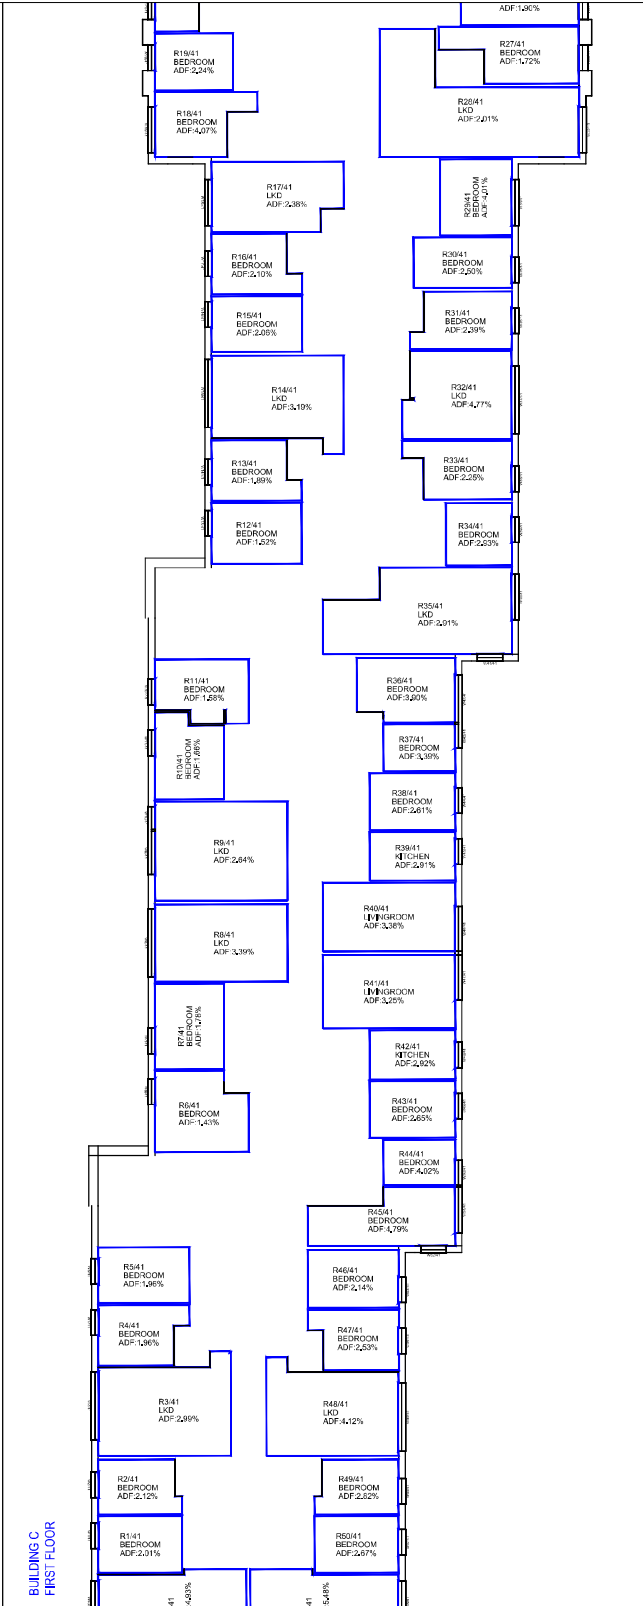 ADF:1.90%
R19/41
BEDROOM
ADF:2.24%
R27/41
BEDROOM
ADF:1.72%
R18/41
BEDROOM
ADF:4.07%
R28/41
LKD
ADF:2.01%
R17/41
LKD
ADF:2.38%
R29/41
BEDROOM
ADF:4.01%
R16/41
BEDROOM
ADF:2.10%
R30/41
BEDROOM
ADF:2.50%
R15/41
BEDROOM
ADF:2.06%
R31/41
BEDROOM
ADF:2.39%
R14/41
LKD
ADF:3.19%
R32/41
LKD
ADF:4.77%
R13/41
BEDROOM
ADF:1.89%
R33/41
BEDROOM
ADF:2.25%
R12/41
BEDROOM
ADF:1.52%
R34/41
BEDROOM
ADF:2.93%
R35/41
LKD
ADF:2.91%
R11/41
BEDROOM
ADF:1.58%
R36/41
BEDROOM
ADF:3.90%
R10/41
BEDROOM
ADF:1.66%
R37/41
BEDROOM
ADF:3.39%
R38/41
BEDROOM
ADF:2.61%
R9/41
LKD
ADF:2.64%
R39/41
KITCHEN
ADF:2.91%
R8/41
LKD
ADF:3.39%
R40/41
LIVINGROOM
ADF:3.38%
R7/41
BEDROOM
ADF:1.78%
R41/41
LIVINGROOM
ADF:3.25%
R42/41
KITCHEN
ADF:2.92%
R6/41
BEDROOM
ADF:1.43%
R43/41
BEDROOM
ADF:2.65%
R44/41
BEDROOM
ADF:4.02%
R45/41
BEDROOM
ADF:4.79%
R5/41
BEDROOM
ADF:1.96%
R46/41
BEDROOM
ADF:2.14%
R4/41
BEDROOM
ADF:1.96%
R47/41
BEDROOM
ADF:2.53%
R3/41
LKD
ADF:2.99%
R48/41
LKD
ADF:4.12%
R2/41
BEDROOM
ADF:2.12%
R49/41
BEDROOM
ADF:2.82%
R1/41
BEDROOM
ADF:2.01%
R50/41
BEDROOM
ADF:2.67%
BUILDING C
FIRST FLOOR
41
4.93%
41
5.48%